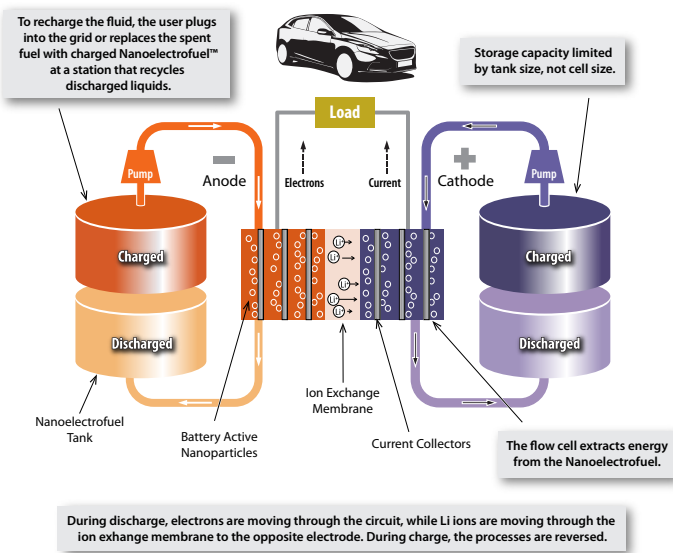 To recharge the fluid, the user plugs
into the grid or replaces the spent
fuel with charged Nanoelectrofuel™
at a station that recycles
discharged liquids.
Storage capacity limited
by tank size, not cell size.
Load
Pump
Anode
Electrons
Current
Cathode
Pump
Charged
Li⁺
Li⁺
Li⁺
Li⁺
Li⁺
Charged
Discharged
Discharged
Nanoelectrofuel
Tank
Battery Active
Nanoparticles
Ion Exchange
Membrane
Current Collectors
The flow cell extracts energy
from the Nanoelectrofuel.
During discharge, electrons are moving through the circuit, while Li ions are moving through the
ion exhange membrane to the opposite electrode. During charge, the processes are reversed.